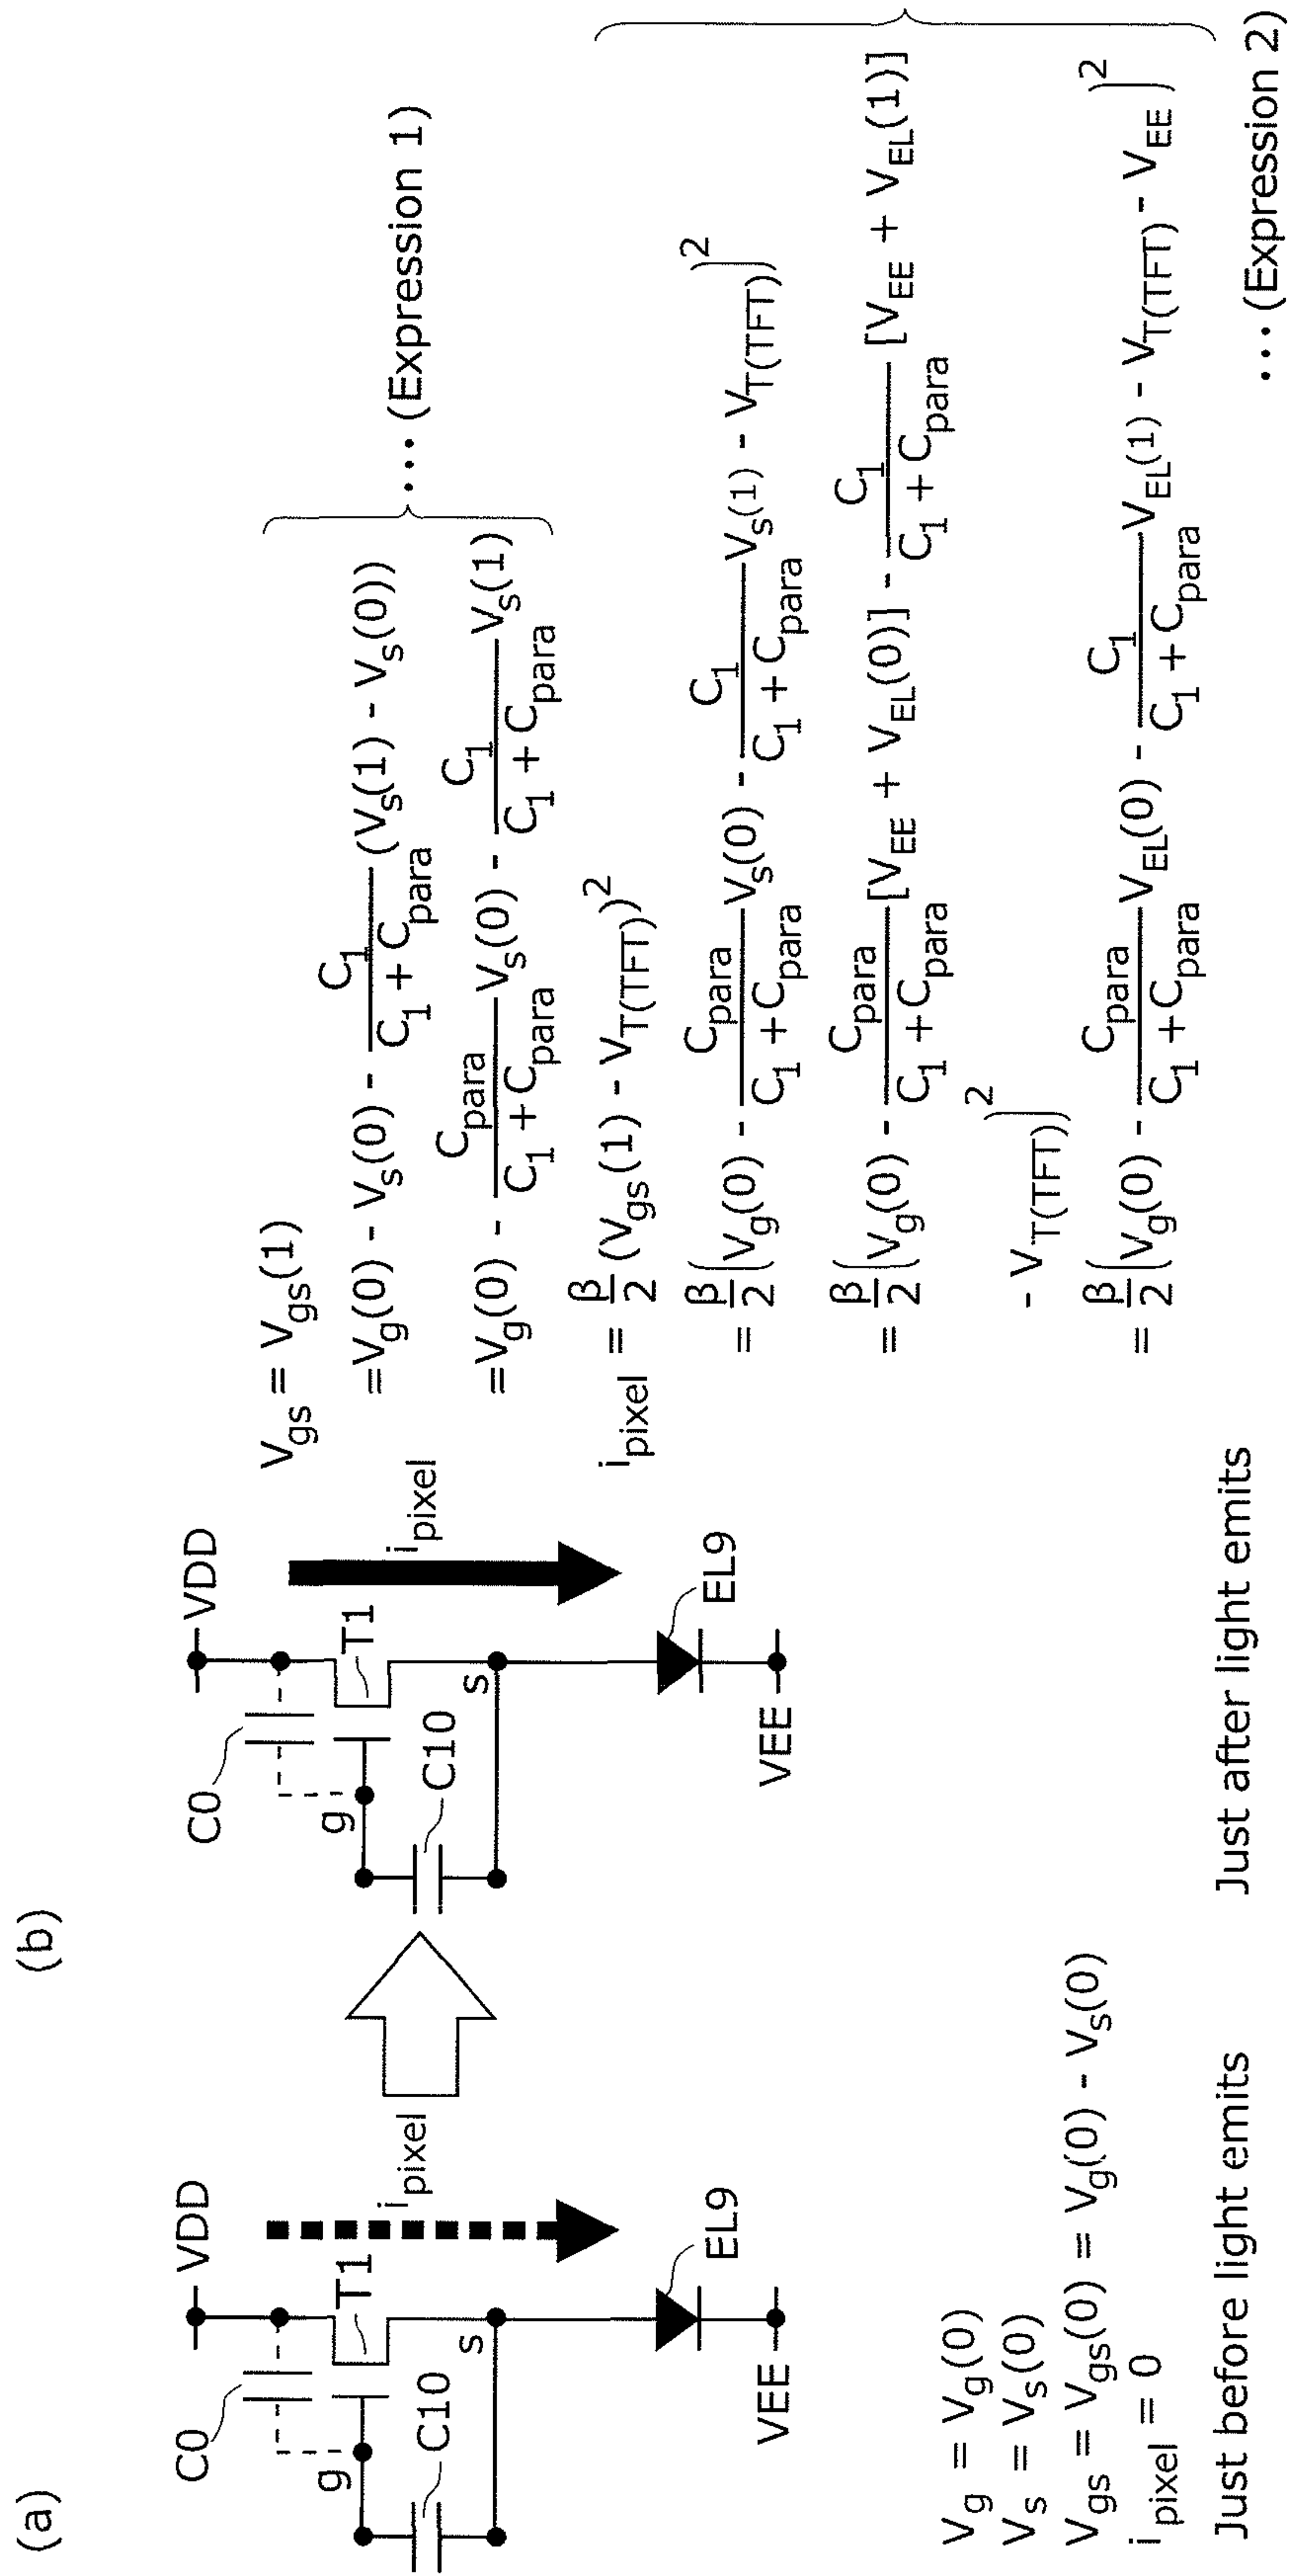 (a)
VDD
C0
i_pixel
T1
g
C10
s
EL9
VEE
V_g = V_g(0)
V_s = V_s(0)
V_gs = V_gs(0) = V_g(0) - V_s(0)
i_pixel = 0
Just before light emits
(b)
VDD
C0
i_pixel
T1
g
C10
s
EL9
VEE
Just after light emits
V_gs = V_gs(1)
=V_g(0) - V_s(0) - C_1/(C_1 + C_para) (V_s(1) - V_s(0))
=V_g(0) - C_para/(C_1 + C_para) V_s(0) - C_1/(C_1 + C_para) V_s(1)
... (Expression 1)
i_pixel = β/2 (V_gs(1) - V_T(TFT))^2
= β/2 (V_g(0) - C_para/(C_1 + C_para) V_s(0) - C_1/(C_1 + C_para) V_s(1) - V_T(TFT))^2
= β/2 (V_g(0) - C_para/(C_1 + C_para) [V_EE + V_EL(0)] - C_1/(C_1 + C_para) [V_EE + V_EL(1)]
- V_T(TFT))^2
= β/2 (V_g(0) - C_para/(C_1 + C_para) V_EL(0) - C_1/(C_1 + C_para) V_EL(1) - V_T(TFT) - V_EE)^2
... (Expression 2)